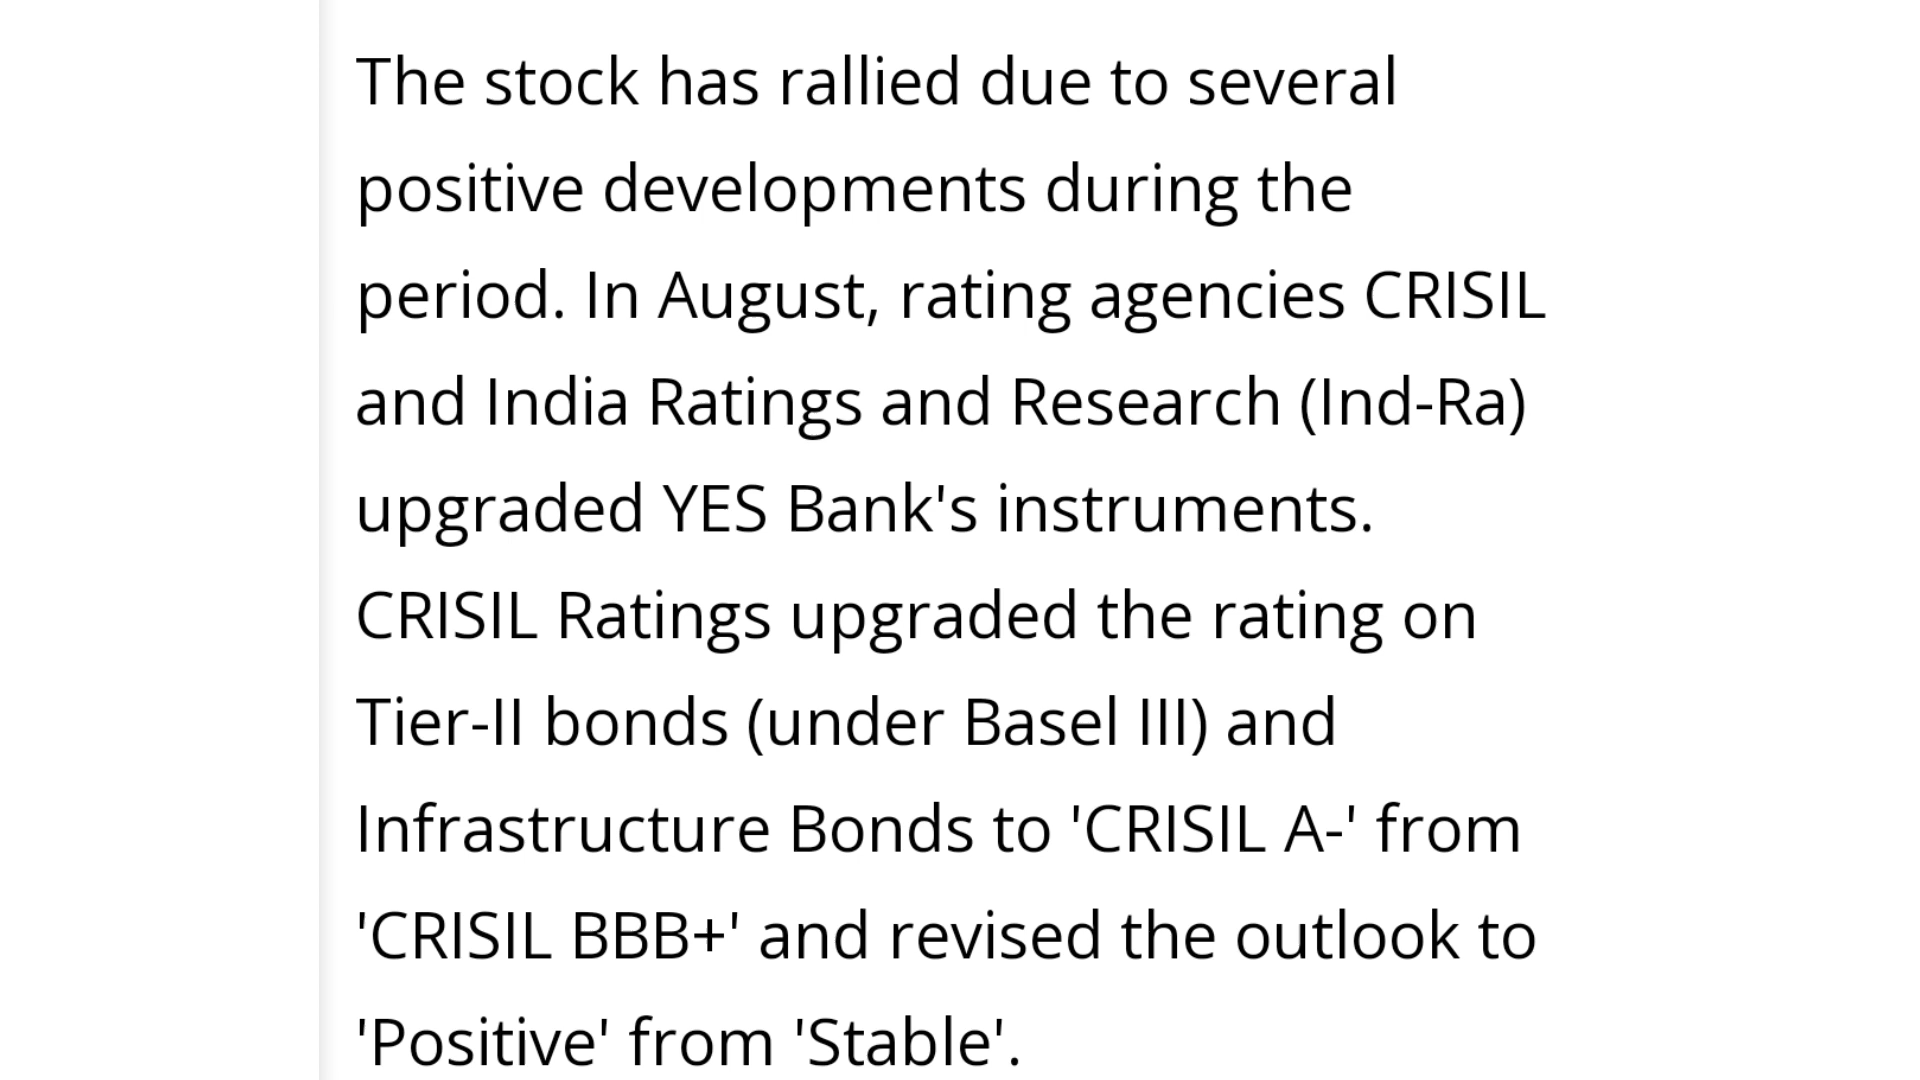 The stock has rallied due to several
positive developments during the
period. In August, rating agencies CRISIL
and India Ratings and Research (Ind-Ra)
upgraded YES Bank's instruments.
CRISIL Ratings upgraded the rating on
Tier-II bonds (under Basel III) and
Infrastructure Bonds to 'CRISIL A-' from
'CRISIL BBB+' and revised the outlook to
'Positive' from 'Stable'.